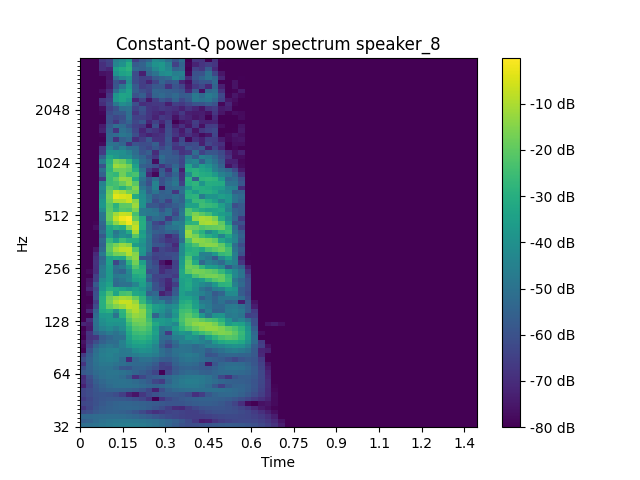 Constant-Q power spectrum speaker_8
Hz
2048
1024
512
256
128
64
32
0 0.15 0.3 0.45 0.6 0.75 0.9 1.1 1.2 1.4
Time
-10 dB
-20 dB
-30 dB
-40 dB
-50 dB
-60 dB
-70 dB
-80 dB